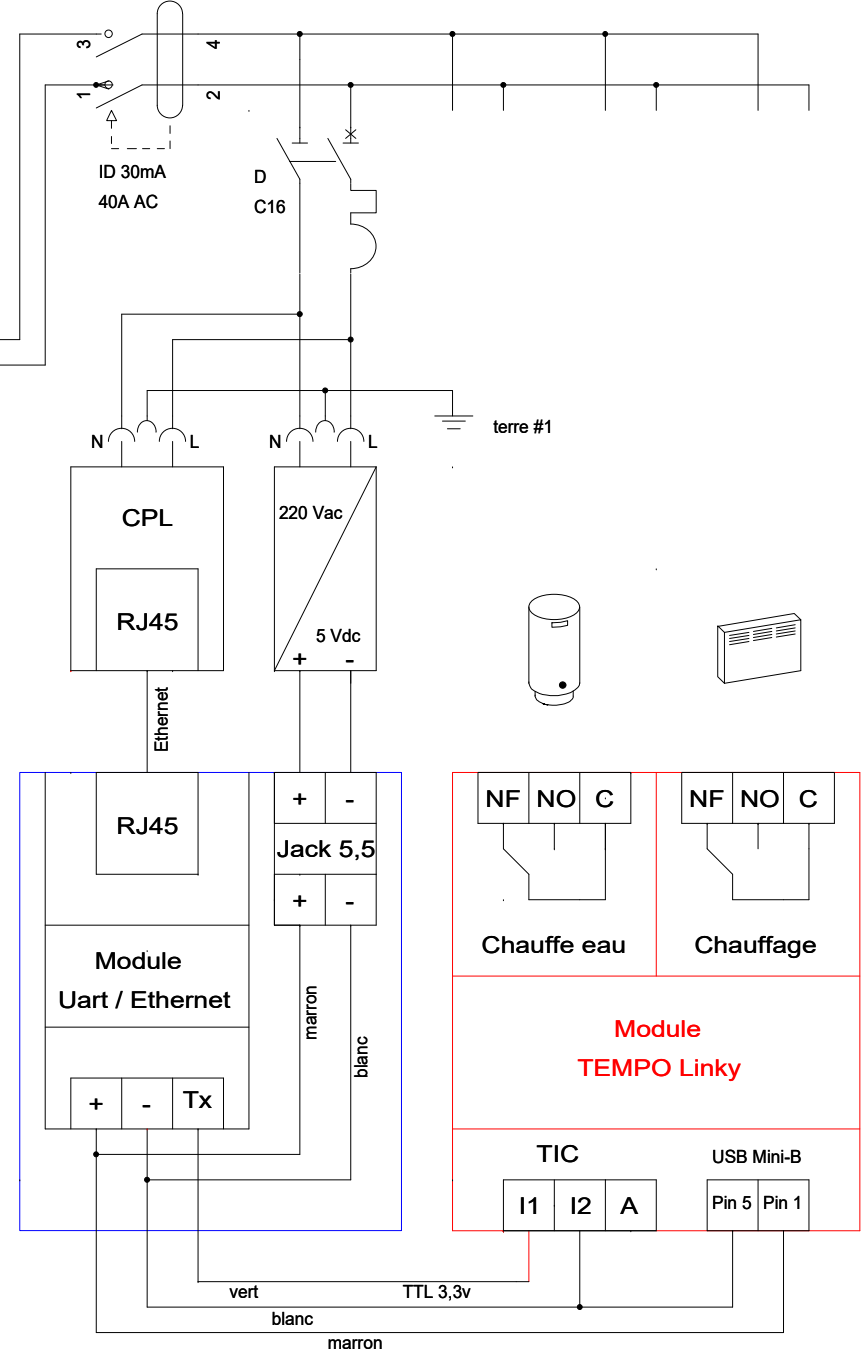 3
4
1
2
ID 30mA
40A AC
D
C16
terre #1
N
L
N
L
CPL
220 Vac
RJ45
5 Vdc
+ -
Ethernet
RJ45
+ -
Jack 5,5
+ -
NF NO C
NF NO C
Chauffe eau
Chauffage
Module
Uart / Ethernet
marron
blanc
Module
TEMPO Linky
+ - Tx
TIC
USB Mini-B
I1 I2 A
Pin 5 Pin 1
vert
TTL 3,3v
blanc
marron